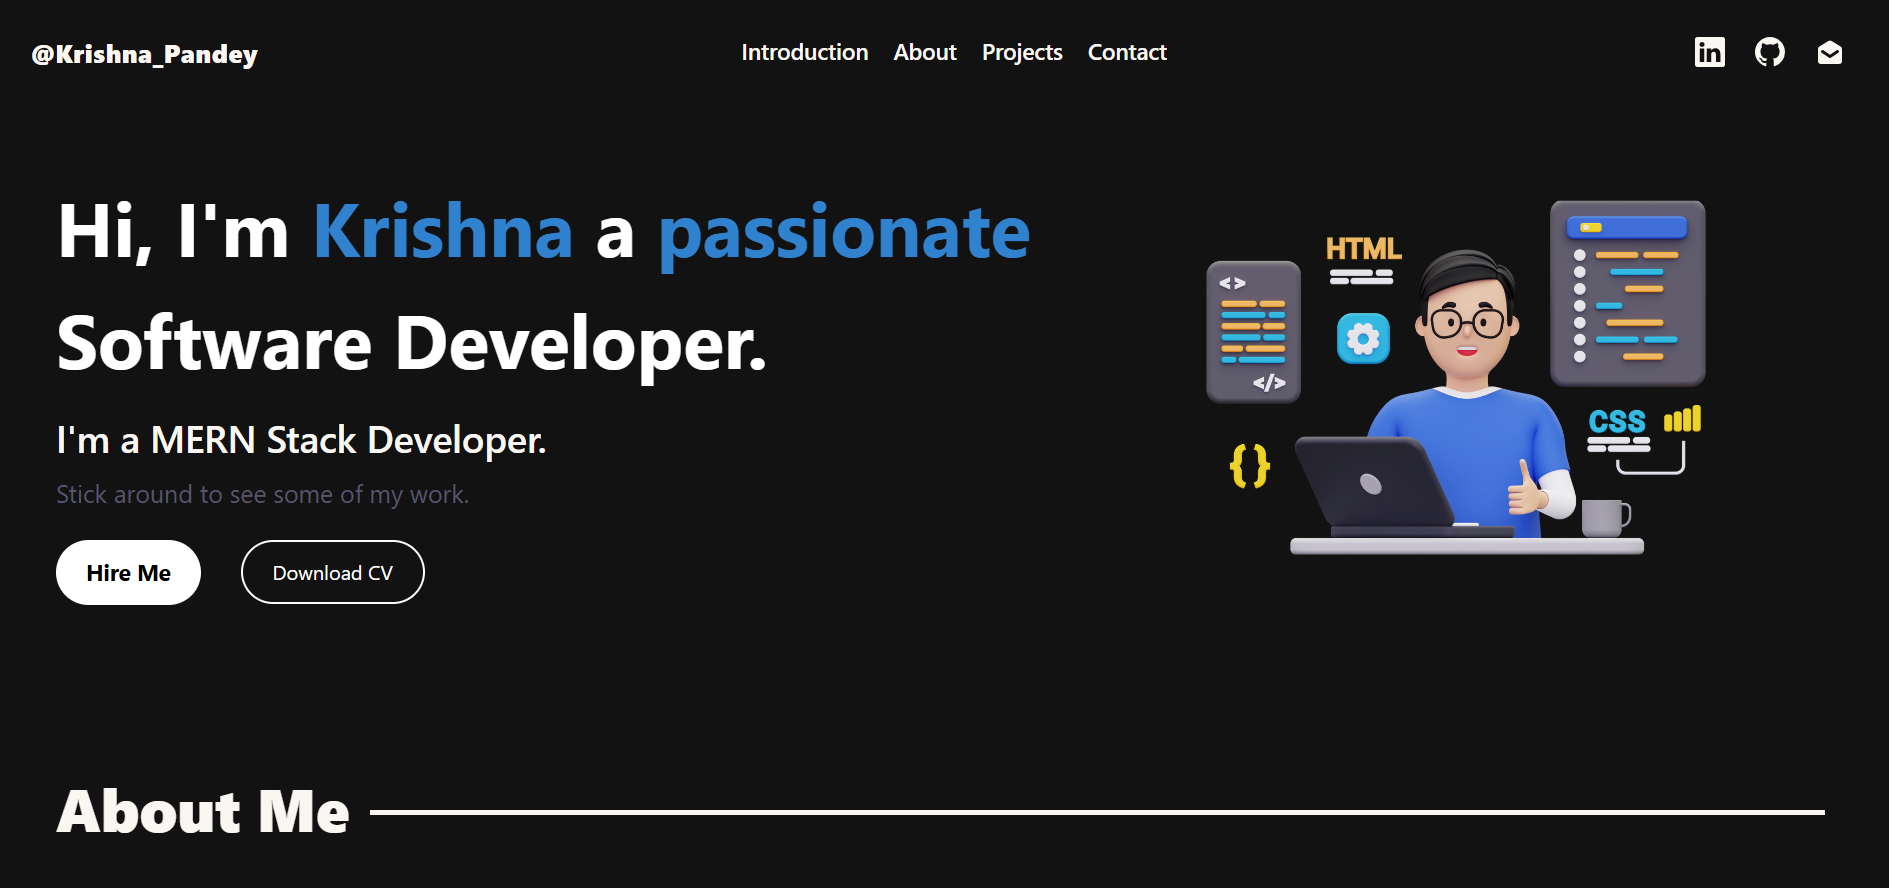 @Krishna_Pandey
Introduction About Projects Contact
in
Hi, I'm Krishna a passionate
Software Developer.
I'm a MERN Stack Developer.
Stick around to see some of my work.
Hire Me
Download CV
HTML
< >
</>
{ }
CSS
About Me